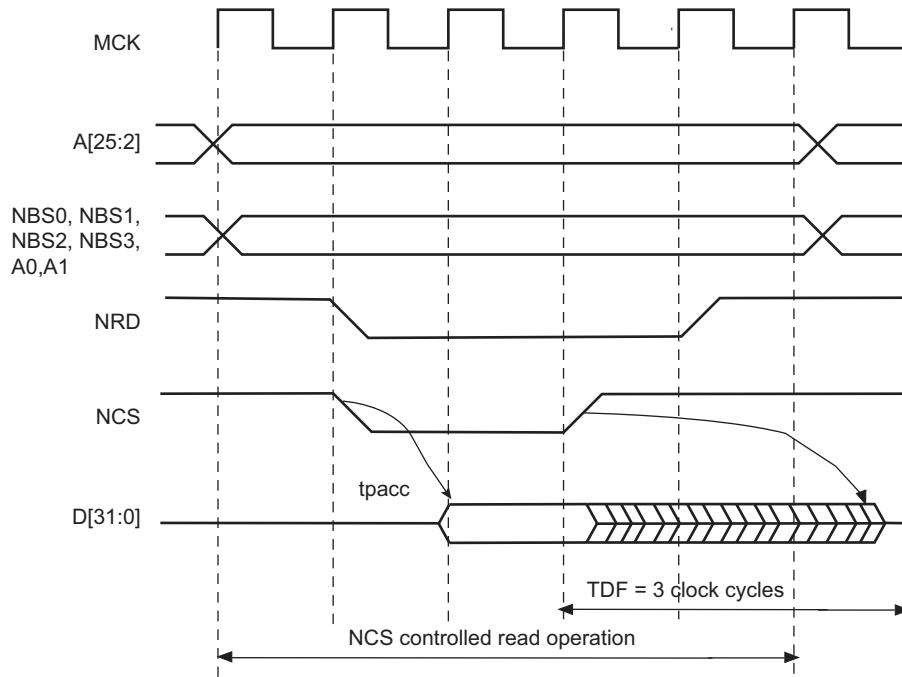 MCK
A[25:2]
NBS0, NBS1,
NBS2, NBS3,
A0,A1
NRD
NCS
tpacc
D[31:0]
TDF = 3 clock cycles
NCS controlled read operation